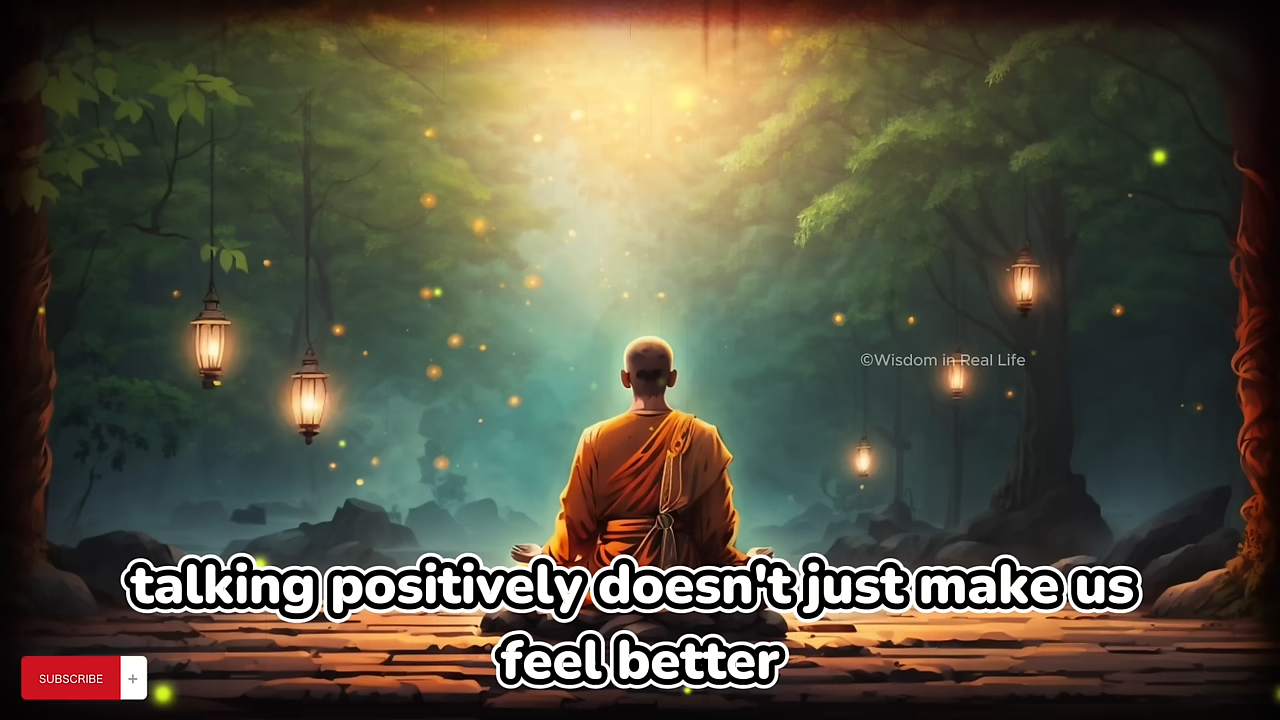 ©Wisdom in Real Life
talking positively doesn't just make us
feel better
SUBSCRIBE +